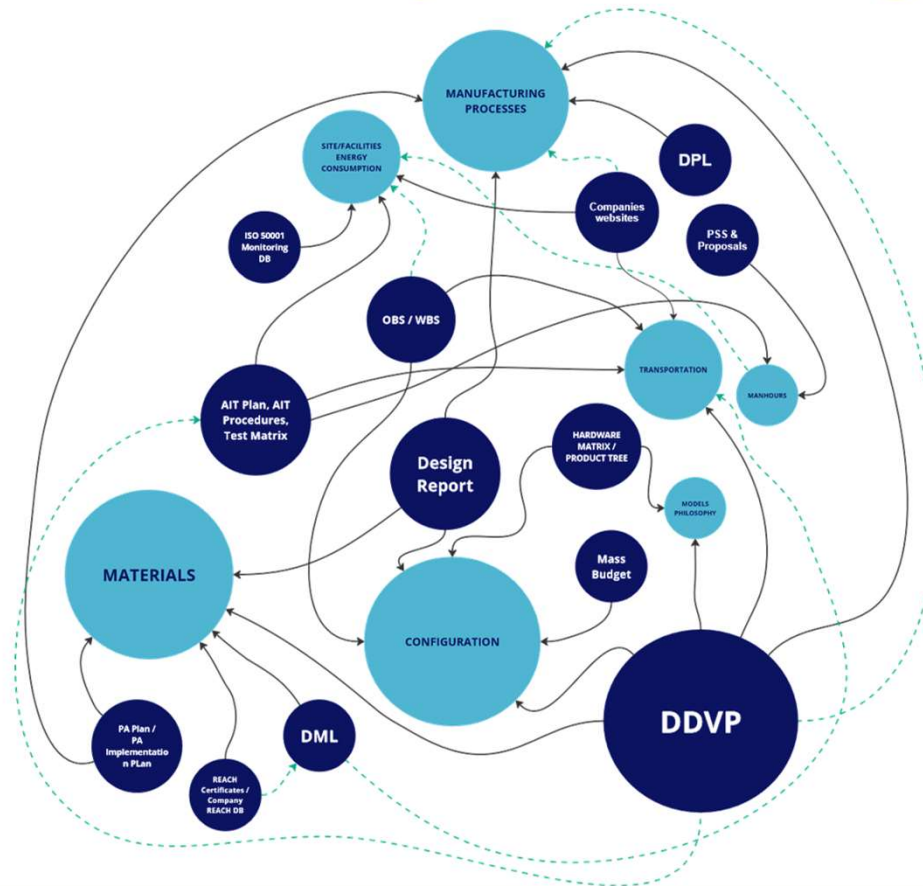 MANUFACTURING
PROCESSES
SITE/FACILITIES
ENERGY
CONSUMPTION
DPL
Companies
websites
PSS &
Proposals
ISO 50001
Monitoring
DB
OBS / WBS
TRANSPORTATION
MANHOURS
AIT Plan, AIT
Procedures,
Test Matrix
Design
Report
HARDWARE
MATRIX /
PRODUCT TREE
MODELS
PHILOSOPHY
MATERIALS
Mass
Budget
CONFIGURATION
DDVP
PA Plan /
PA
Implementatio
n PLan
DML
REACH
Certificates /
Company
REACH DB